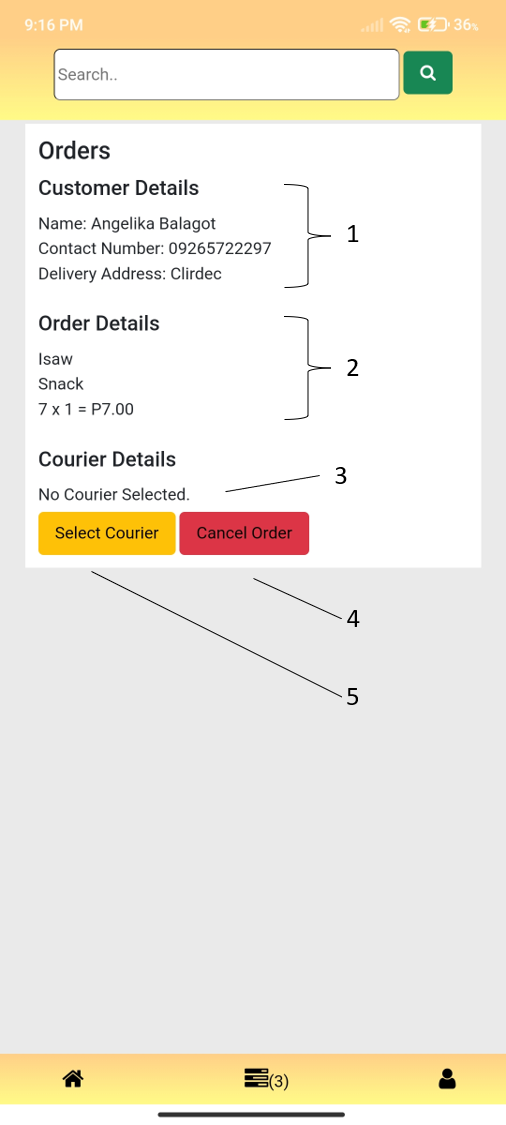 9:16 PM 36%
Search..
Orders
Customer Details
Name: Angelika Balagot
Contact Number: 09265722297
Delivery Address: Clirdec
1
Order Details
Isaw
Snack
7 x 1 = P7.00
2
Courier Details
No Courier Selected.
3
Select Courier Cancel Order
4
5
(3)